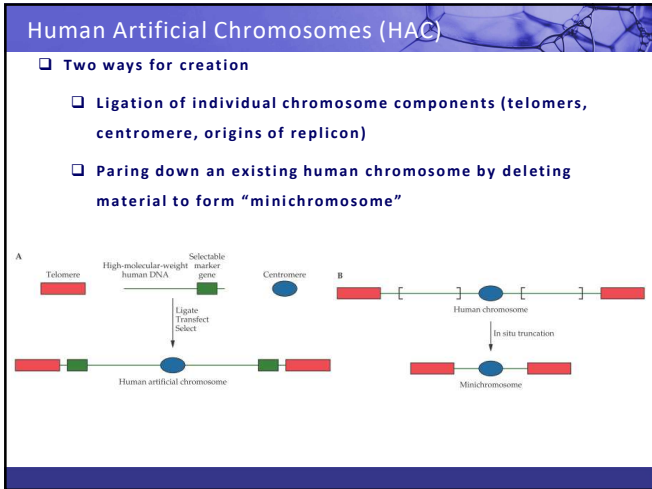 Human Artificial Chromosomes (HAC)
Two ways for creation
Ligation of individual chromosome components (telomers,
centromere, origins of replicon)
Paring down an existing human chromosome by deleting
material to form “minichromosome”
A
Telomere
High-molecular-weight
human DNA
Selectable
marker
gene
Centromere
Ligate
Transfect
Select
Human artificial chromosome
B
Human chromosome
In situ truncation
Minichromosome